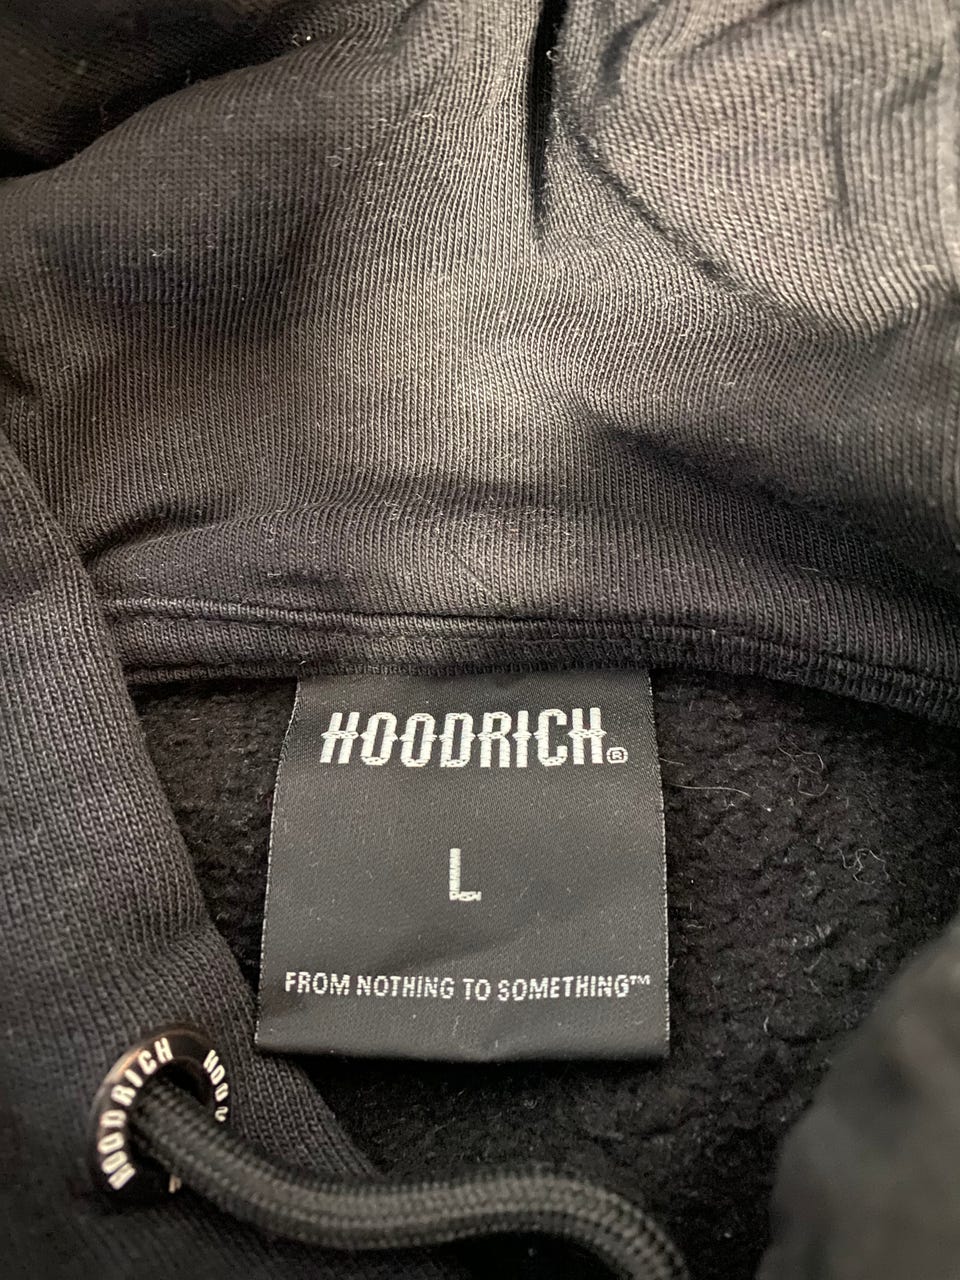 HOODRICH®
L
FROM NOTHING TO SOMETHING™
HOODRICH